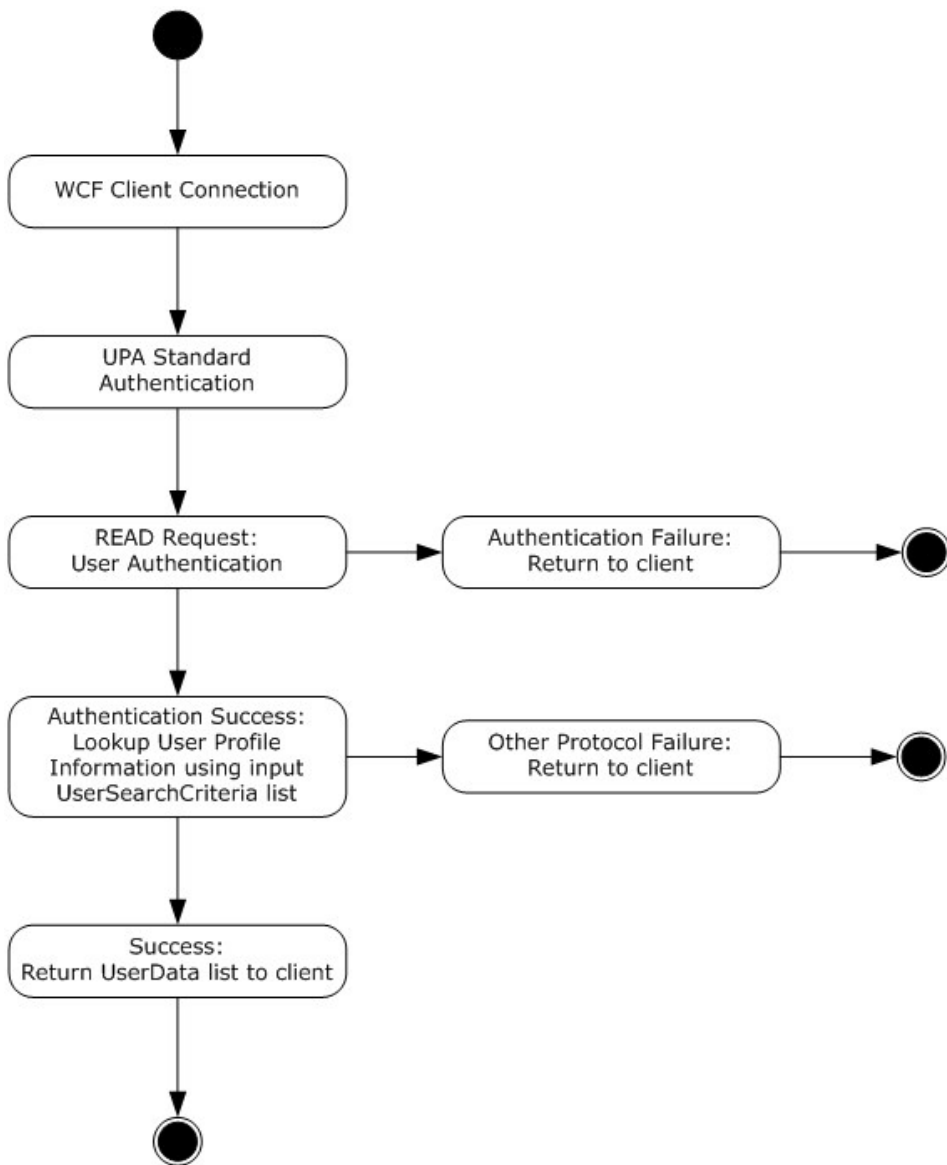 WCF Client Connection
UPA Standard
Authentication
READ Request:
User Authentication
Authentication Failure:
Return to client
Authentication Success:
Lookup User Profile
Information using input
UserSearchCriteria list
Other Protocol Failure:
Return to client
Success:
Return UserData list to client